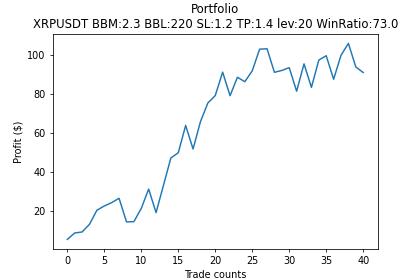 Portfolio
XRPUSDT BBM:2.3 BBL:220 SL:1.2 TP:1.4 lev:20 WinRatio:73.0
100
80
60
40
20
Profit ($)
0 5 10 15 20 25 30 35 40
Trade counts